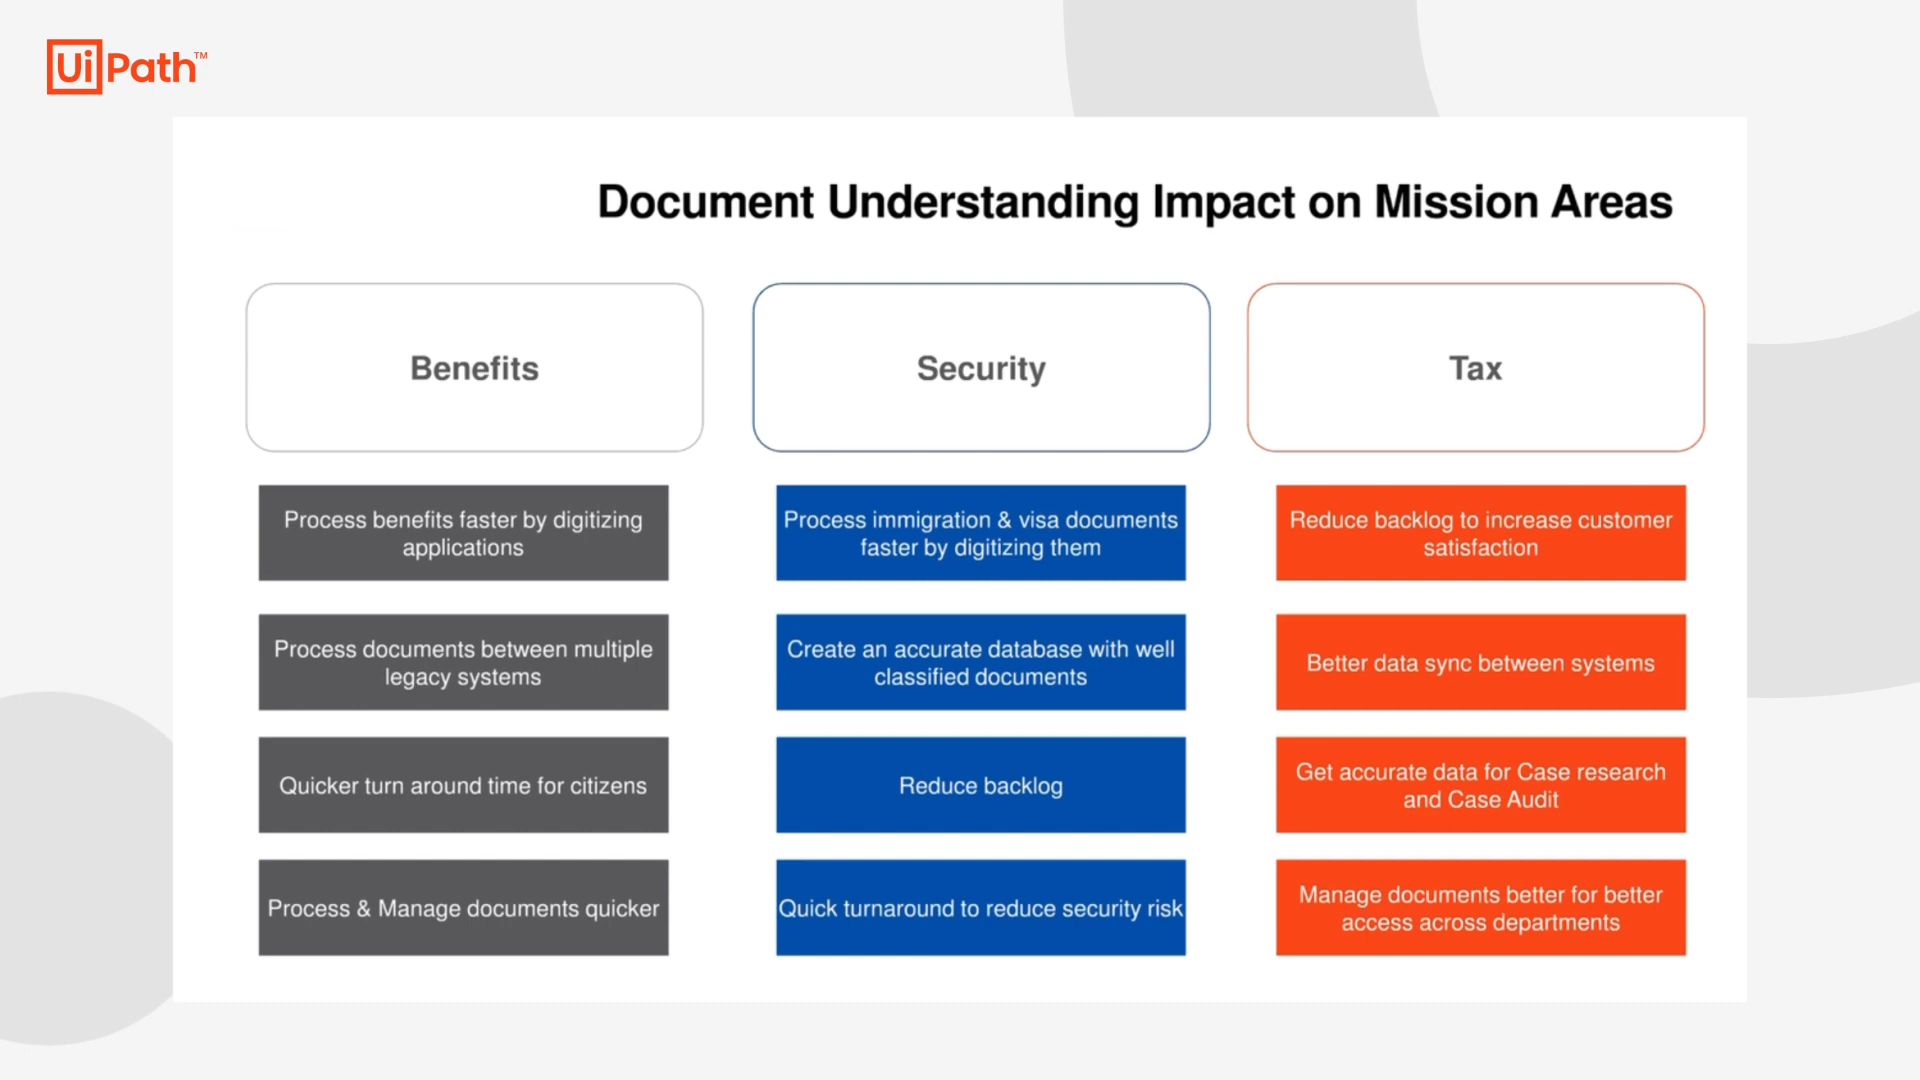 UiPath™
Document Understanding Impact on Mission Areas
Benefits
Security
Tax
Process benefits faster by digitizing
applications
Process immigration & visa documents
faster by digitizing them
Reduce backlog to increase customer
satisfaction
Process documents between multiple
legacy systems
Create an accurate database with well
classified documents
Better data sync between systems
Quicker turn around time for citizens
Reduce backlog
Get accurate data for Case research
and Case Audit
Process & Manage documents quicker
Quick turnaround to reduce security risk
Manage documents better for better
access across departments